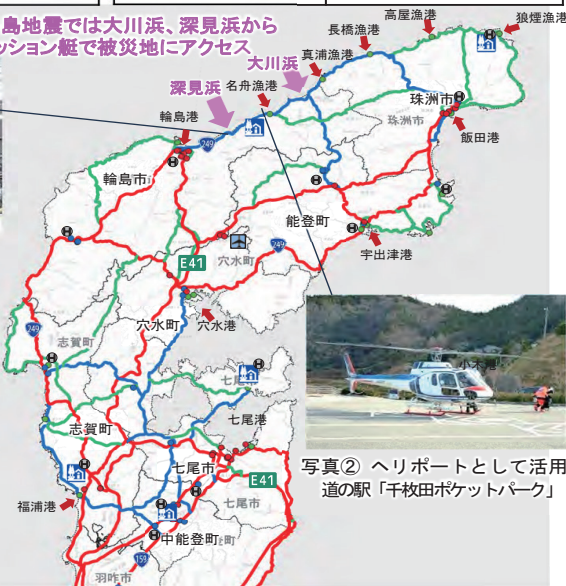 島地震では大川浜、深見浜から
ッション艇で被災地にアクセス
高屋漁港
狼煙漁港
長橋漁港
真浦漁港
大川浜
深見浜
名舟漁港
輪島港
珠洲市
珠洲市
飯田港
249
輪島市
輪島市
能登町
宇出津港
249
E41
穴水町
穴水町
穴水港
249
志賀町
七尾港
志賀町
七尾市
E41
七尾市
福浦港
中能登町
159
羽咋市
写真② ヘリポートとして活用
道の駅「千枚田ポケットパーク」